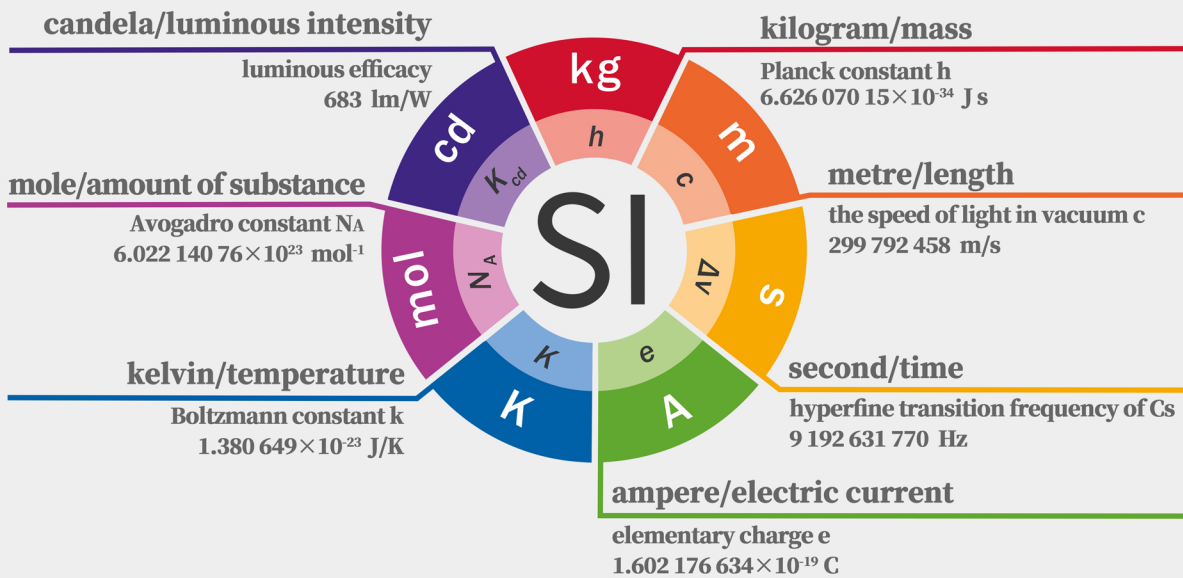 candela/luminous intensity
luminous efficacy
683 lm/W
kilogram/mass
Planck constant h
6.626 070 15×10⁻³⁴ J s
mole/amount of substance
Avogadro constant NA
6.022 140 76×10²³ mol⁻¹
metre/length
the speed of light in vacuum c
299 792 458 m/s
kelvin/temperature
Boltzmann constant k
1.380 649×10⁻²³ J/K
second/time
hyperfine transition frequency of Cs
9 192 631 770 Hz
ampere/electric current
elementary charge e
1.602 176 634×10⁻¹⁹ C
kg
h
m
c
s
Δν
A
e
K
K
mol
NA
cd
Kcd
SI